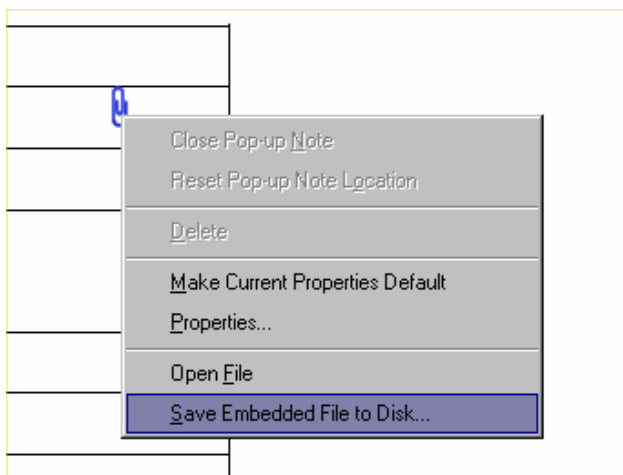 Close Pop-up Note
Reset Pop-up Note Location
Delete
Make Current Properties Default
Properties...
Open File
Save Embedded File to Disk...